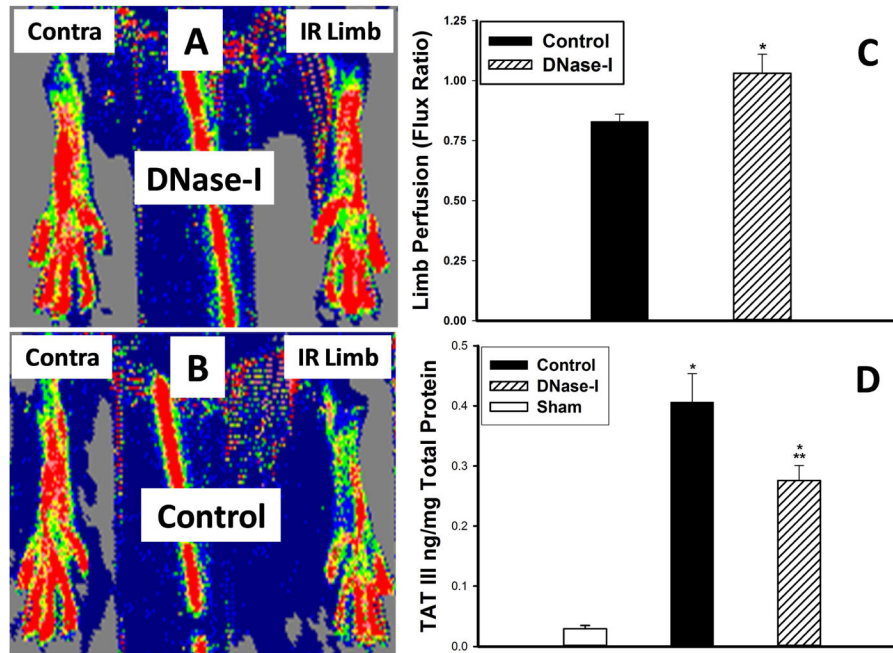 Contra
A
IR Limb
DNase-I
Contra
B
IR Limb
Control
Limb Perfusion (Flux Ratio)
1.25
1.00
0.75
0.50
0.25
0.00
Control
DNase-I
*
C
TAT III ng/mg Total Protein
0.5
0.4
0.3
0.2
0.1
0.0
Control
DNase-I
Sham
*
*
**
D